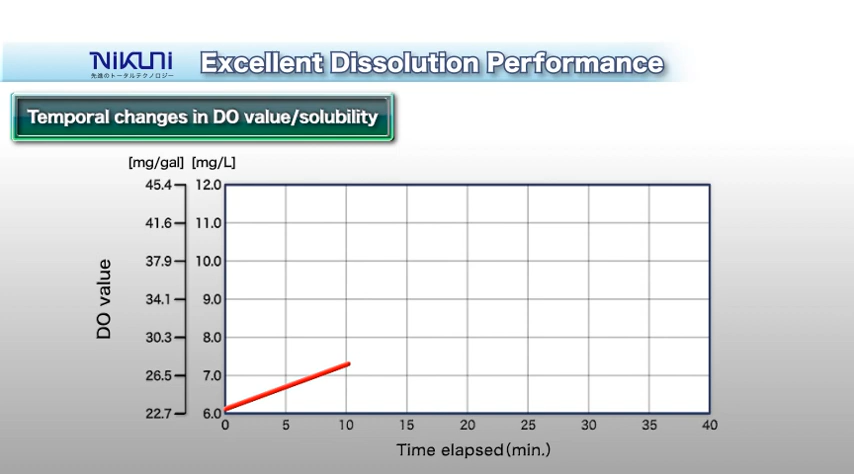 NiKUNi
先進のトータルテクノロジー
Excellent Dissolution Performance
Temporal changes in DO value/solubility
[mg/gal] [mg/L]
45.4 12.0
41.6 11.0
37.9 10.0
34.1 9.0
30.3 8.0
26.5 7.0
22.7 6.0
DO value
0 5 10 15 20 25 30 35 40
Time elapsed(min.)